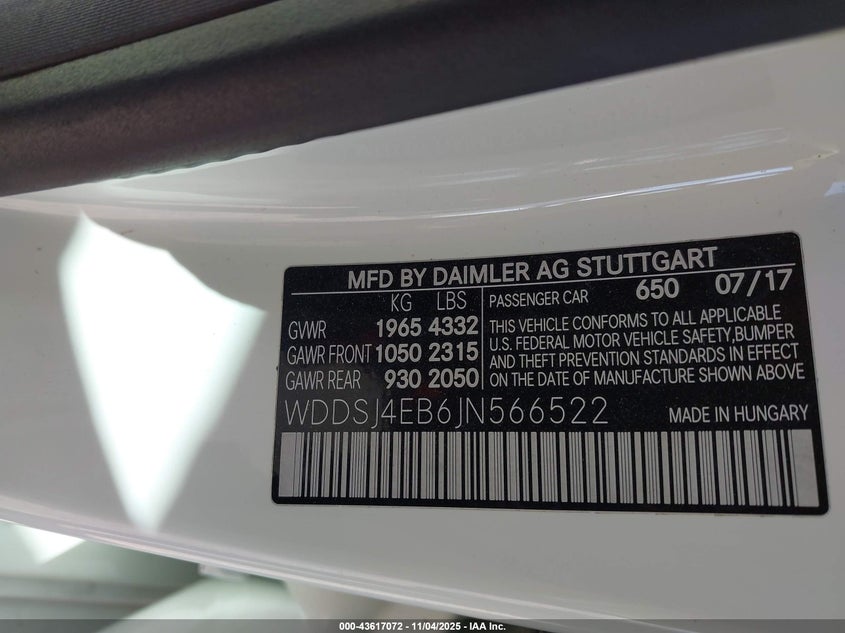 MFD BY DAIMLER AG STUTTGART
KG LBS
GVWR 1965 4332
GAWR FRONT 1050 2315
GAWR REAR 930 2050
PASSENGER CAR 650 07/17
THIS VEHICLE CONFORMS TO ALL APPLICABLE
U.S. FEDERAL MOTOR VEHICLE SAFETY,BUMPER
AND THEFT PREVENTION STANDARDS IN EFFECT
ON THE DATE OF MANUFACTURE SHOWN ABOVE
WDDSJ4EB6JN566522 MADE IN HUNGARY
000-43617072 - 11/04/2025 - IAA Inc.